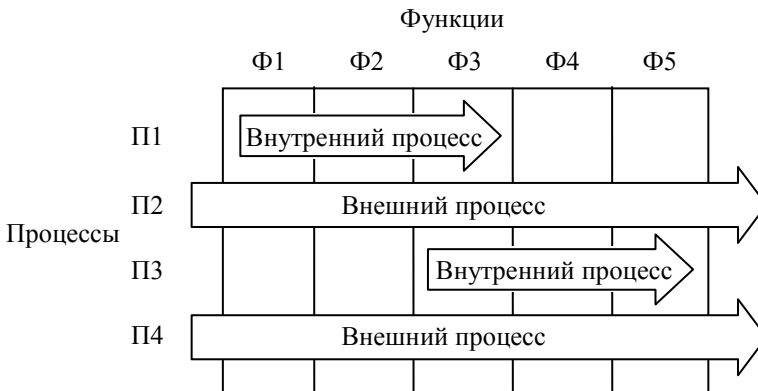 Функции
Ф1 Ф2 Ф3 Ф4 Ф5
П1 Внутренний процесс
П2 Внешний процесс
Процессы
П3 Внутренний процесс
П4 Внешний процесс